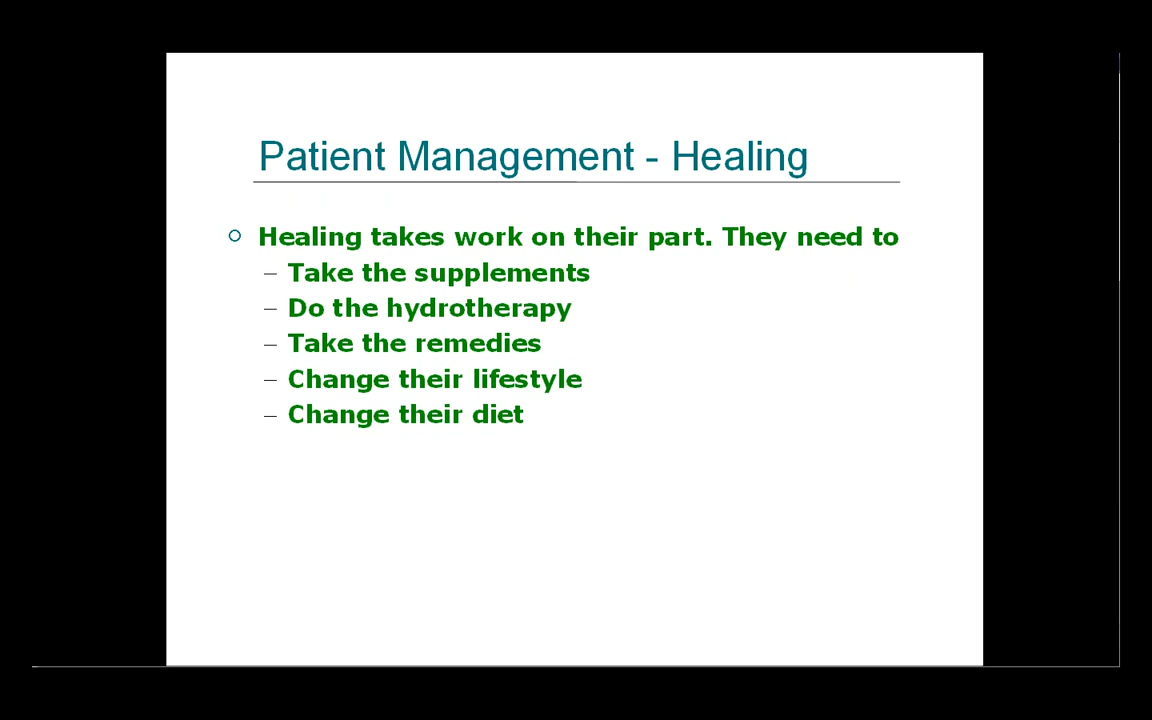 Patient Management - Healing
Healing takes work on their part. They need to
– Take the supplements
– Do the hydrotherapy
– Take the remedies
– Change their lifestyle
– Change their diet